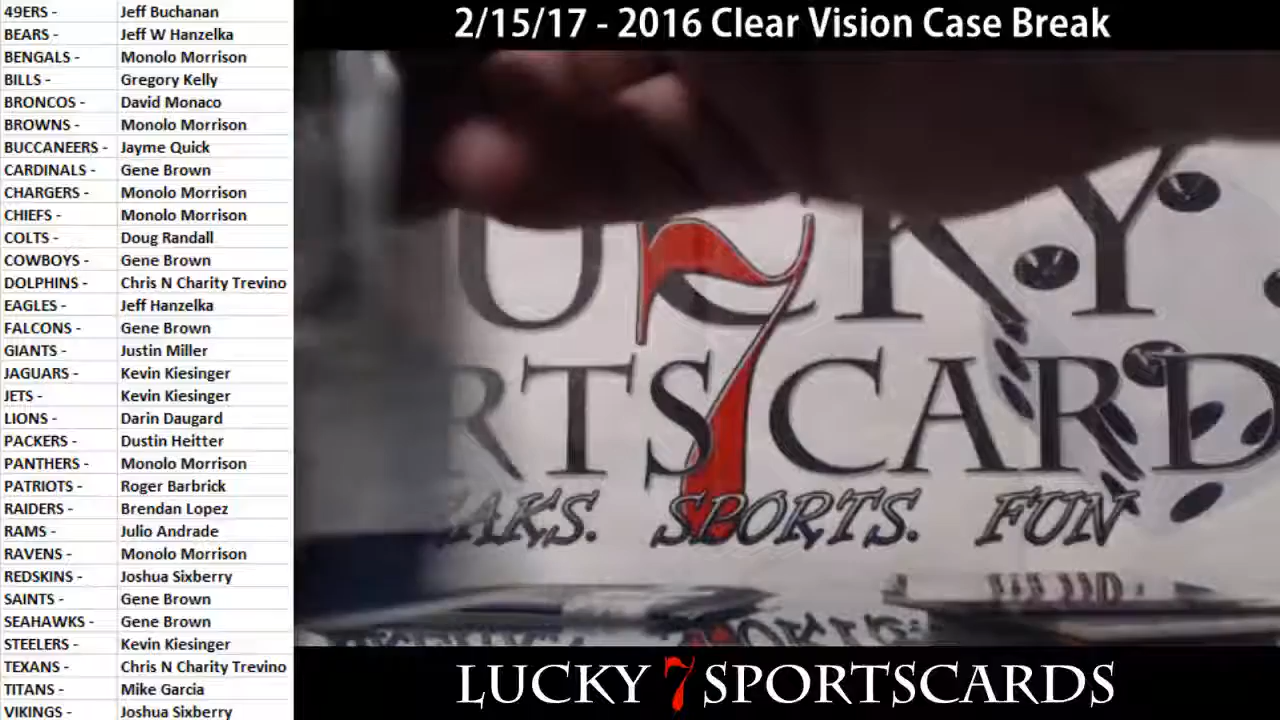 49ERS - Jeff Buchanan
BEARS - Jeff W Hanzelka
BENGALS - Monolo Morrison
BILLS - Gregory Kelly
BRONCOS - David Monaco
BROWNS - Monolo Morrison
BUCCANEERS - Jayme Quick
CARDINALS - Gene Brown
CHARGERS - Monolo Morrison
CHIEFS - Monolo Morrison
COLTS - Doug Randall
COWBOYS - Gene Brown
DOLPHINS - Chris N Charity Trevino
EAGLES - Jeff Hanzelka
FALCONS - Gene Brown
GIANTS - Justin Miller
JAGUARS - Kevin Kiesinger
JETS - Kevin Kiesinger
LIONS - Darin Daugard
PACKERS - Dustin Heitter
PANTHERS - Monolo Morrison
PATRIOTS - Roger Barbrick
RAIDERS - Brendan Lopez
RAMS - Julio Andrade
RAVENS - Monolo Morrison
REDSKINS - Joshua Sixberry
SAINTS - Gene Brown
SEAHAWKS - Gene Brown
STEELERS - Kevin Kiesinger
TEXANS - Chris N Charity Trevino
TITANS - Mike Garcia
VIKINGS - Joshua Sixberry
2/15/17 - 2016 Clear Vision Case Break
UCKY
7
RTS CARD
EAKS. SPORTS. FUN
LUCKY 7 SPORTSCARDS